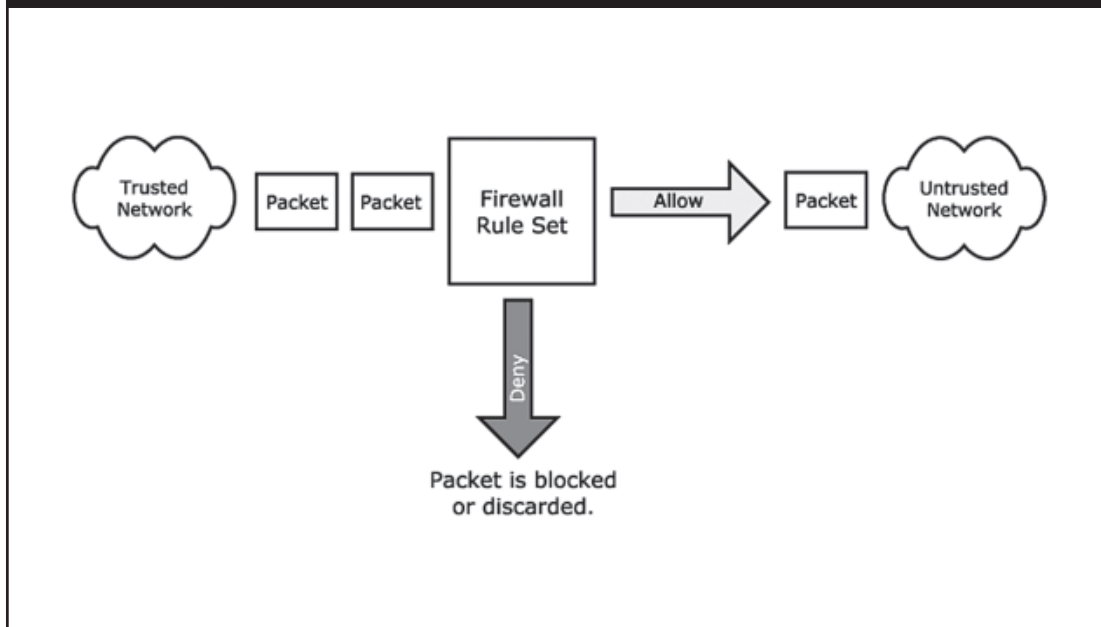 Trusted
Network
Packet
Packet
Firewall
Rule Set
Allow
Packet
Untrusted
Network
Deny
Packet is blocked
or discarded.